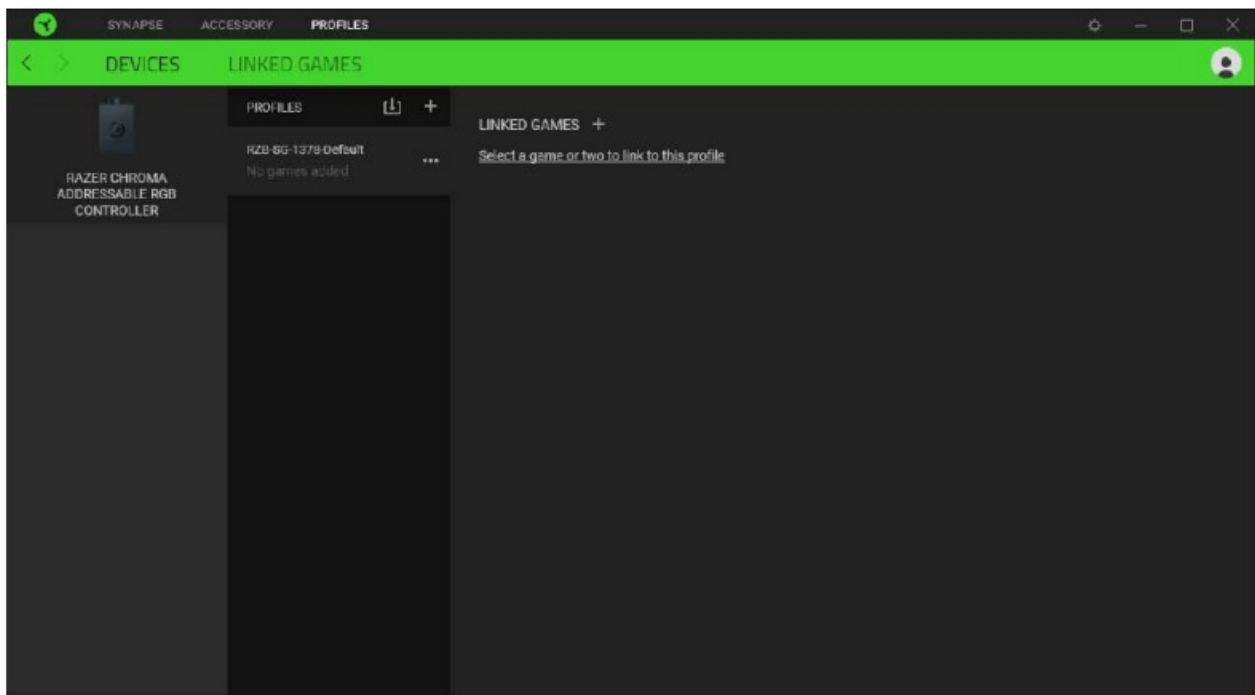 SYNAPSE ACCESSORY PROFILES
DEVICES LINKED GAMES
RAZER CHROMA
ADDRESSABLE RGB
CONTROLLER
PROFILES
RZB-SG-1378-Default
No games added
LINKED GAMES
Select a game or two to link to this profile